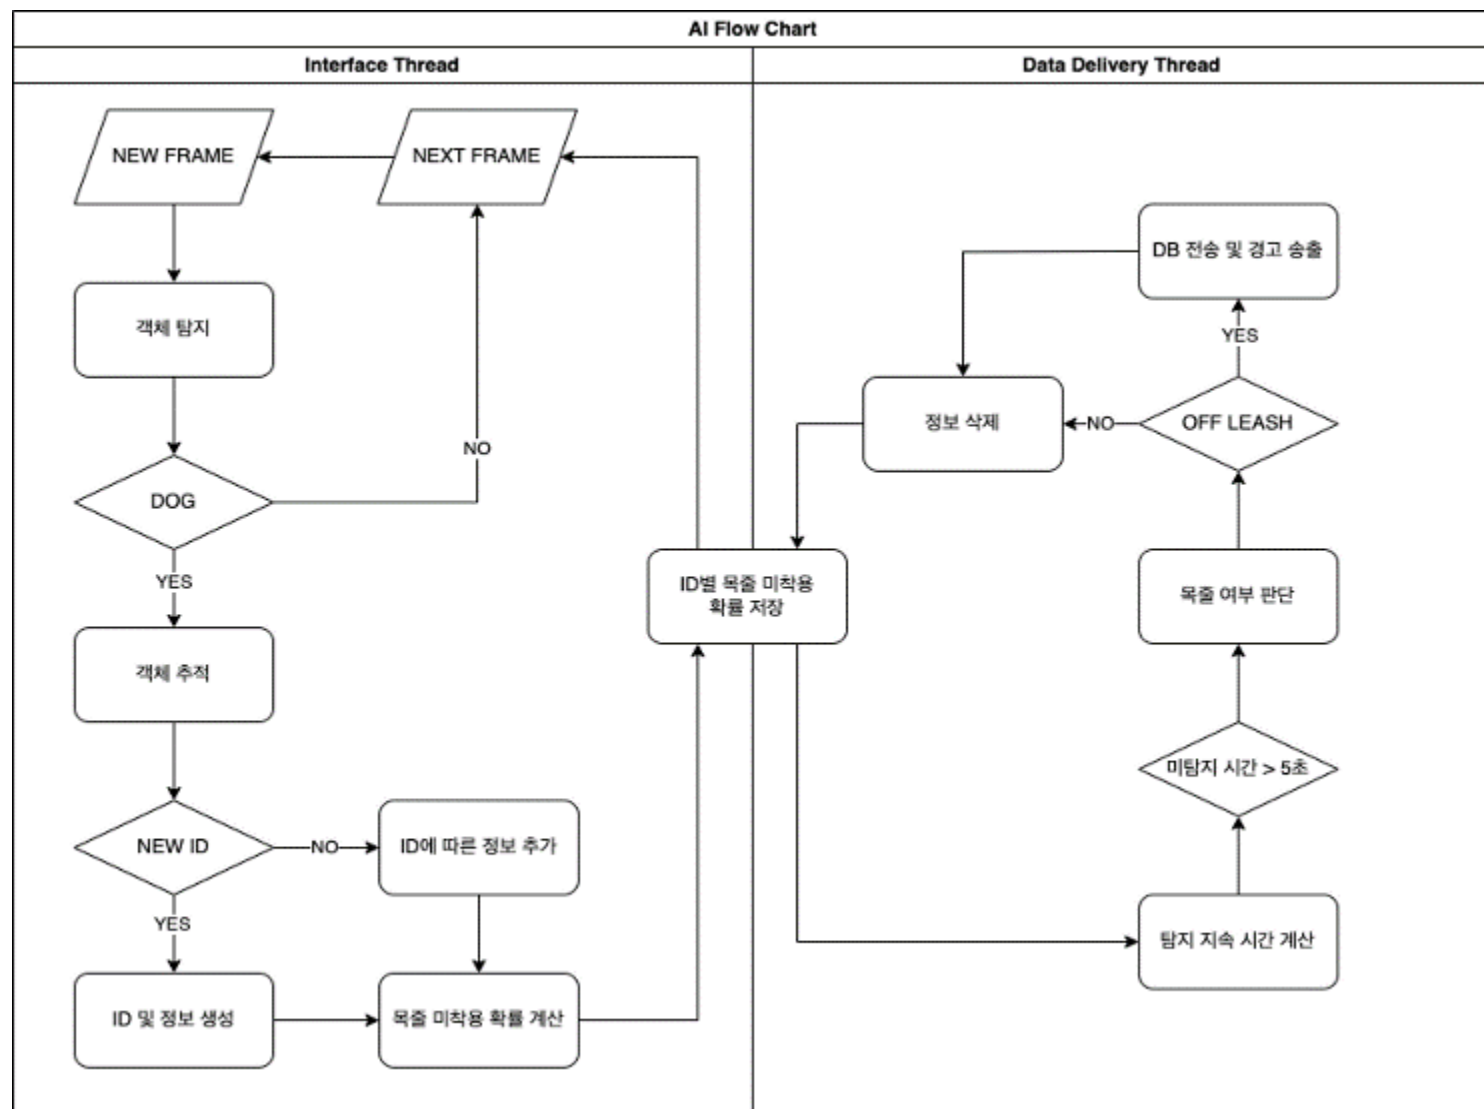 AI Flow Chart
Interface Thread
Data Delivery Thread
NEW FRAME
NEXT FRAME
객체 탐지
DOG
NO
YES
객체 추적
NEW ID
NO
ID에 따른 정보 추가
YES
ID 및 정보 생성
목줄 미착용 확률 계산
ID별 목줄 미착용
확률 저장
DB 전송 및 경고 송출
YES
정보 삭제
NO
OFF LEASH
목줄 여부 판단
미탐지 시간 > 5초
탐지 지속 시간 계산